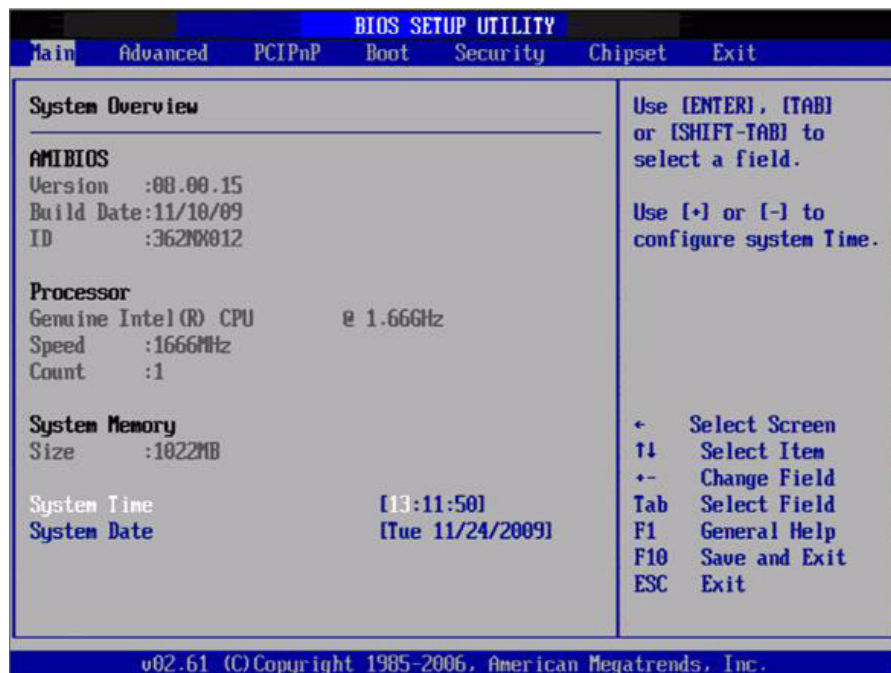 BIOS SETUP UTILITY
Main Advanced PCIPnP Boot Security Chipset Exit
System Overview
AMIBIOS
Version :08.00.15
Build Date:11/10/09
ID :362NX012
Processor
Genuine Intel(R) CPU @ 1.66GHz
Speed :1666MHz
Count :1
System Memory
Size :1022MB
System Time [13:11:50]
System Date [Tue 11/24/2009]
Use [ENTER], [TAB]
or [SHIFT-TAB] to
select a field.
Use [+] or [-] to
configure system Time.
← Select Screen
↑↓ Select Item
+- Change Field
Tab Select Field
F1 General Help
F10 Save and Exit
ESC Exit
v02.61 (C)Copyright 1985-2006, American Megatrends, Inc.